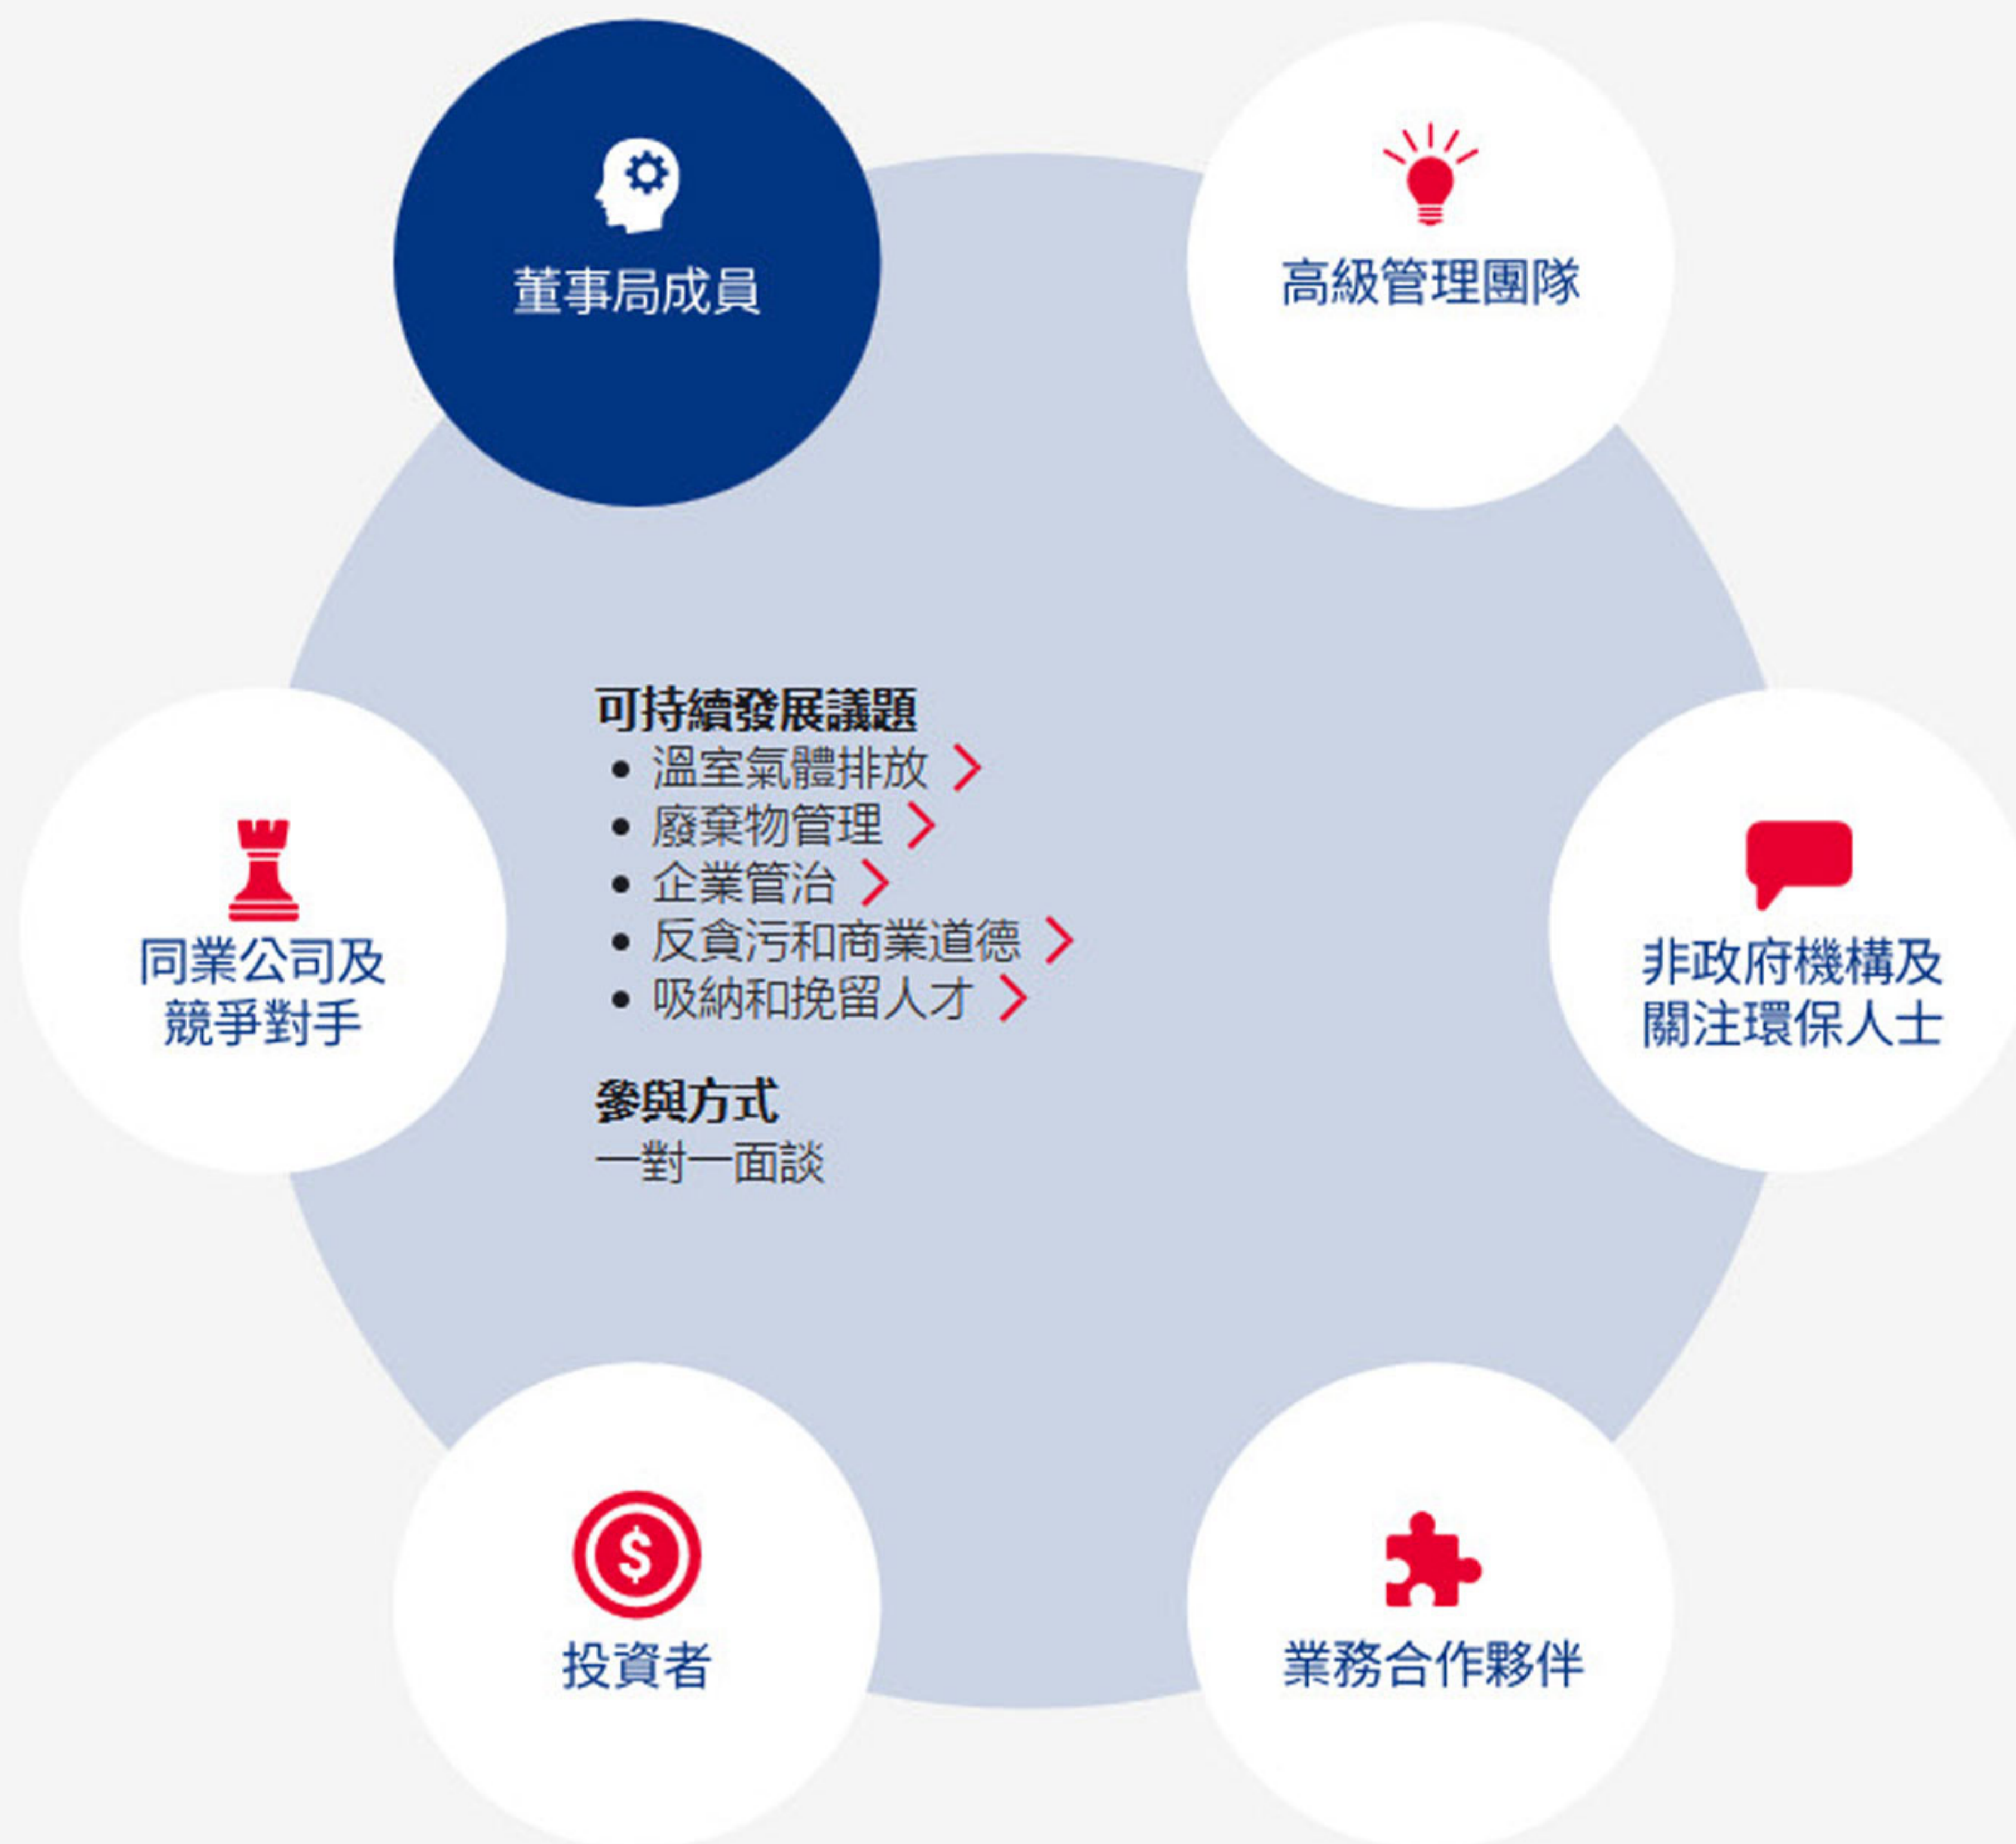 董事局成員
高級管理團隊
可持續發展議題
溫室氣體排放
廢棄物管理
企業管治
反貪污和商業道德
吸納和挽留人才
參與方式
一對一面談
同業公司及
競爭對手
非政府機構及
關注環保人士
$
投資者
業務合作夥伴